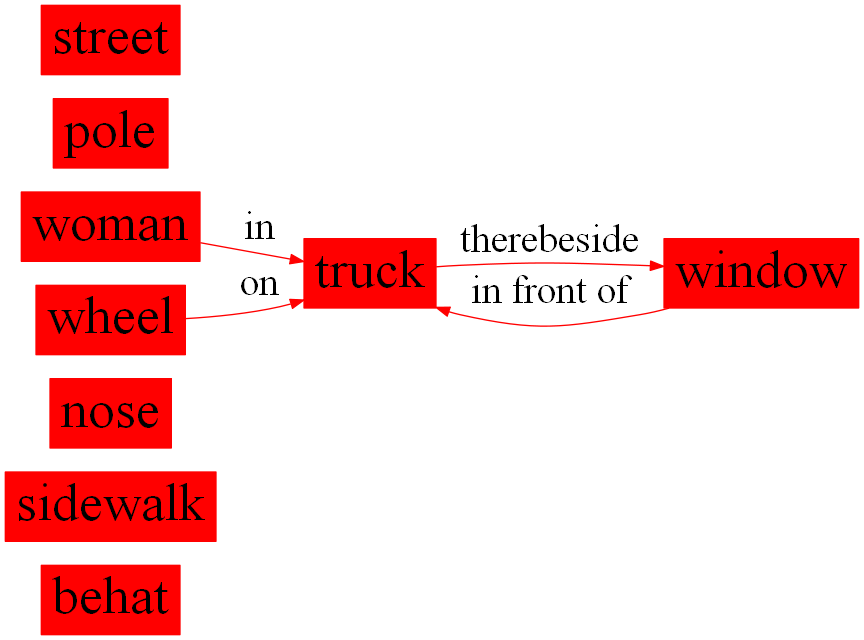 street
pole
woman
in
truck
therebeside
window
wheel
on
in front of
nose
sidewalk
behat